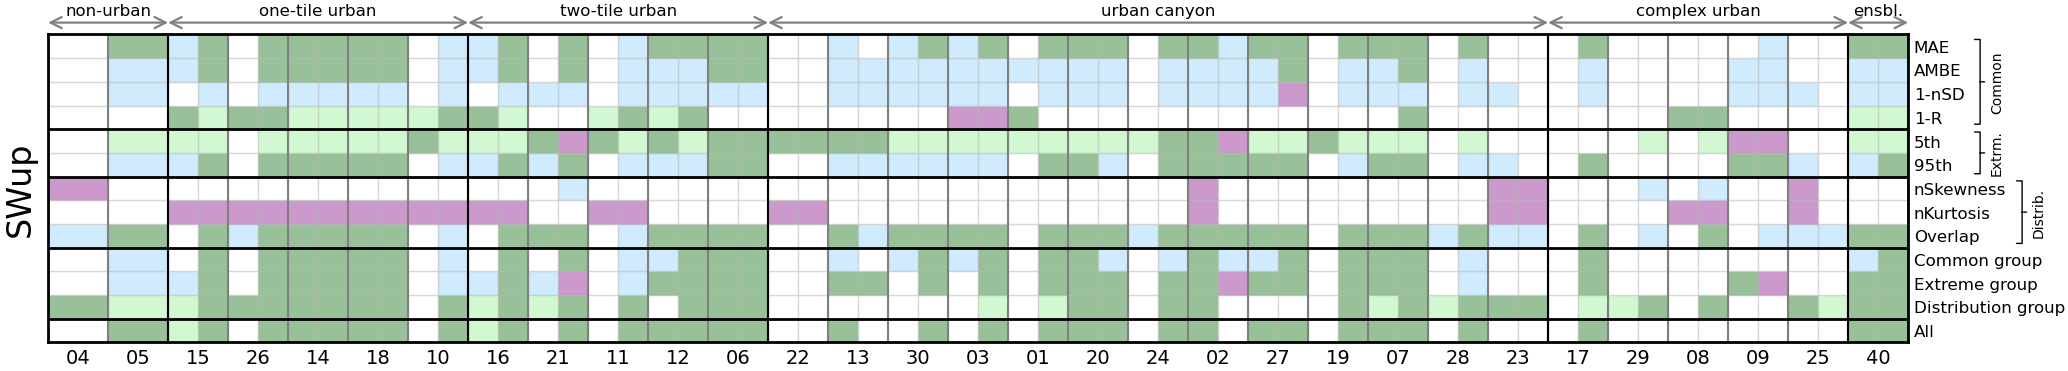 non-urban one-tile urban two-tile urban urban canyon complex urban ensbl.
MAE
AMBE
1-nSD
1-R
Common
5th
95th
Extrm.
nSkewness
nKurtosis
Overlap
Distrib.
Common group
Extreme group
Distribution group
All
SWup
04 05 15 26 14 18 10 16 21 11 12 06 22 13 30 03 01 20 24 02 27 19 07 28 23 17 29 08 09 25 40